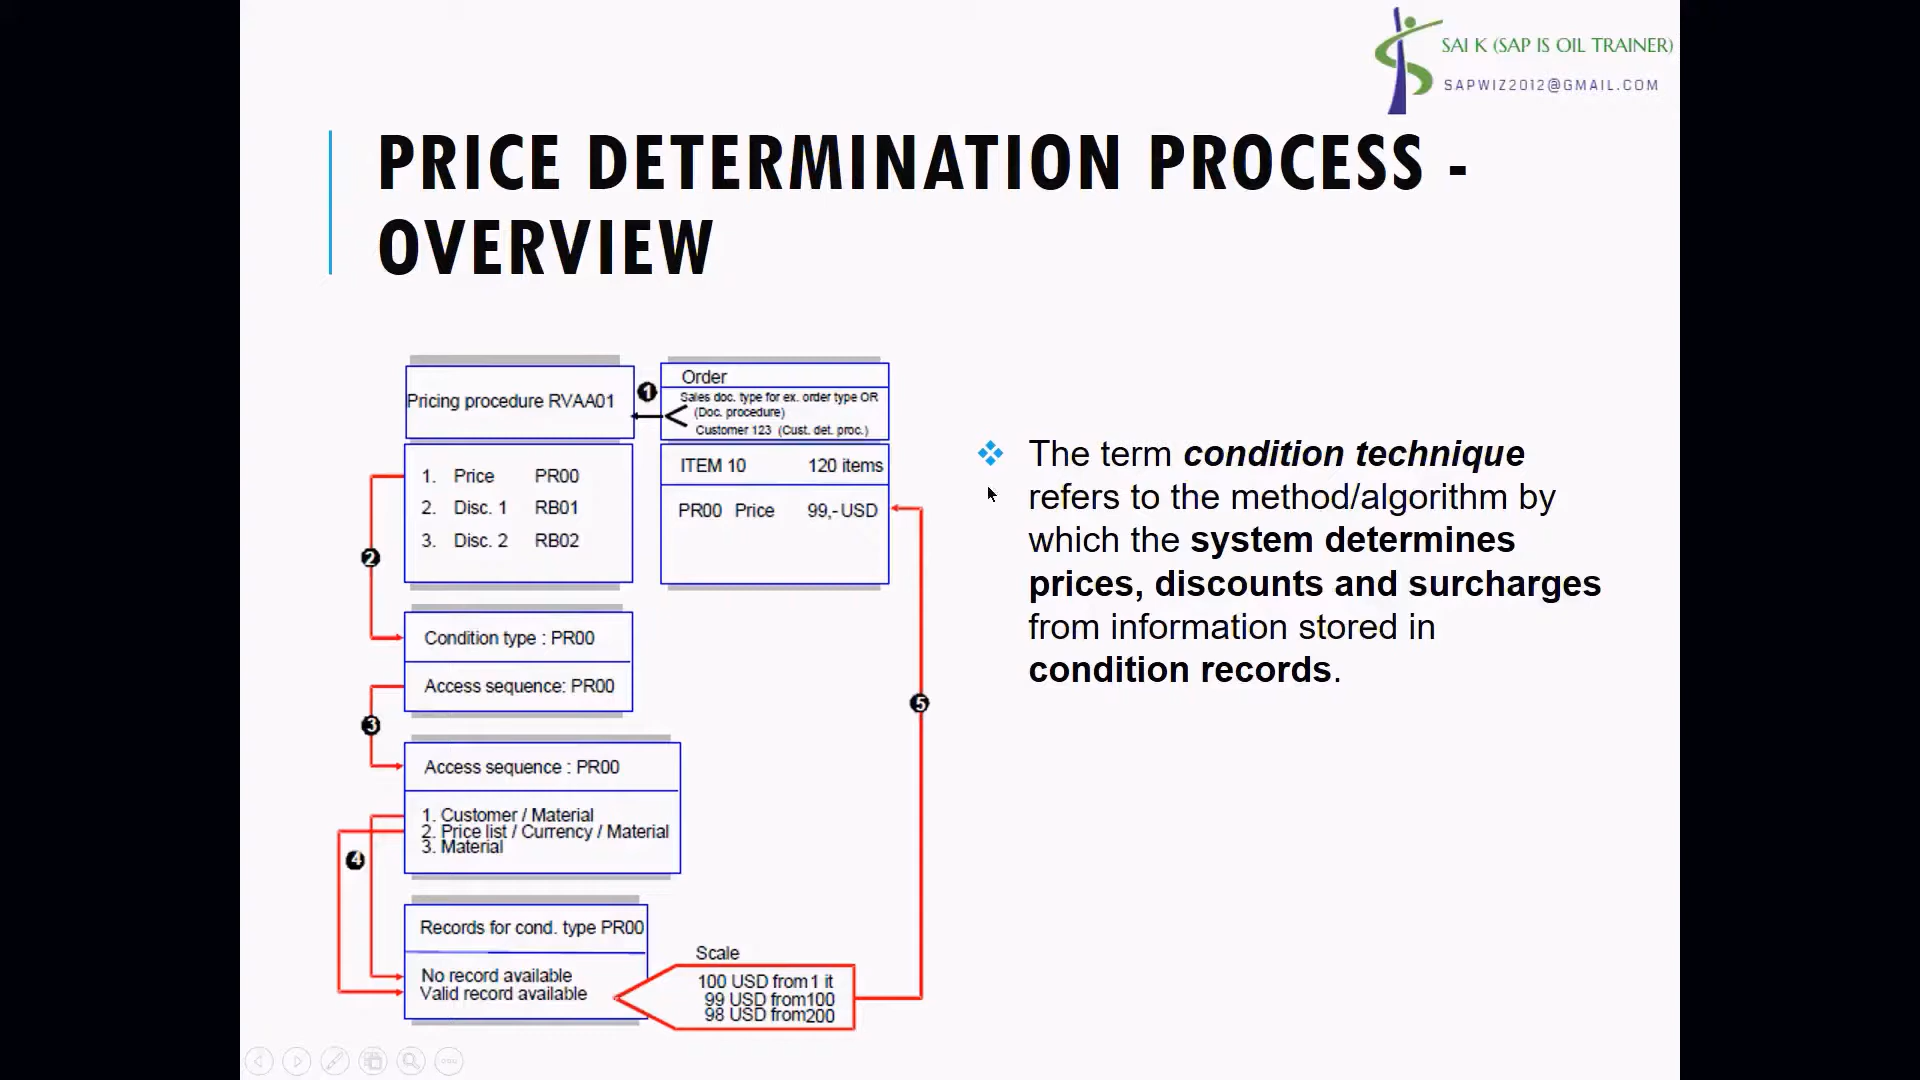 SAI K (SAP IS OIL TRAINER)
SAPWIZ2012@GMAIL.COM
PRICE DETERMINATION PROCESS -
OVERVIEW
Pricing procedure RVAA01
1
Order
Sales doc. type for ex. order type OR
(Doc. procedure)
Customer 123 (Cust. det. proc.)
1. Price PR00
2. Disc. 1 RB01
3. Disc. 2 RB02
ITEM 10 120 items
PR00 Price 99,- USD
2
Condition type : PR00
Access sequence: PR00
3
Access sequence : PR00
1. Customer / Material
2. Price list / Currency / Material
3. Material
4
Records for cond. type PR00
No record available
Valid record available
Scale
100 USD from 1 it
99 USD from100
98 USD from200
5
The term condition technique
refers to the method/algorithm by
which the system determines
prices, discounts and surcharges
from information stored in
condition records.